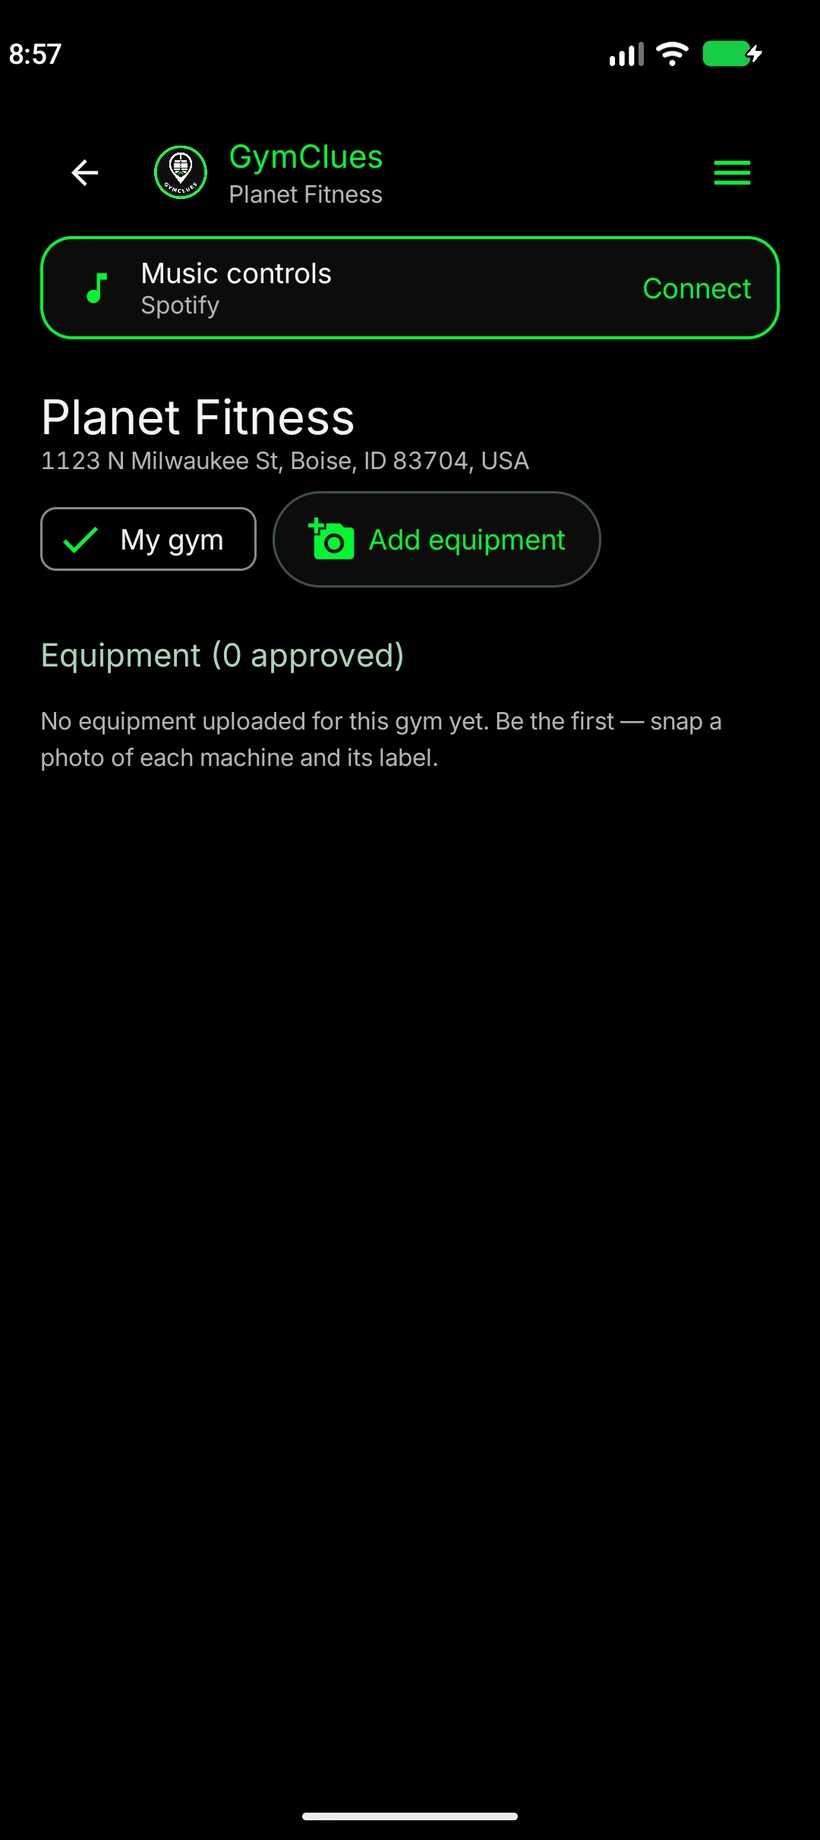 8:57
GymClues
Planet Fitness
GYMCLUES
Music controls
Spotify
Connect
Planet Fitness
1123 N Milwaukee St, Boise, ID 83704, USA
My gym
Add equipment
Equipment (0 approved)
No equipment uploaded for this gym yet. Be the first — snap a
photo of each machine and its label.